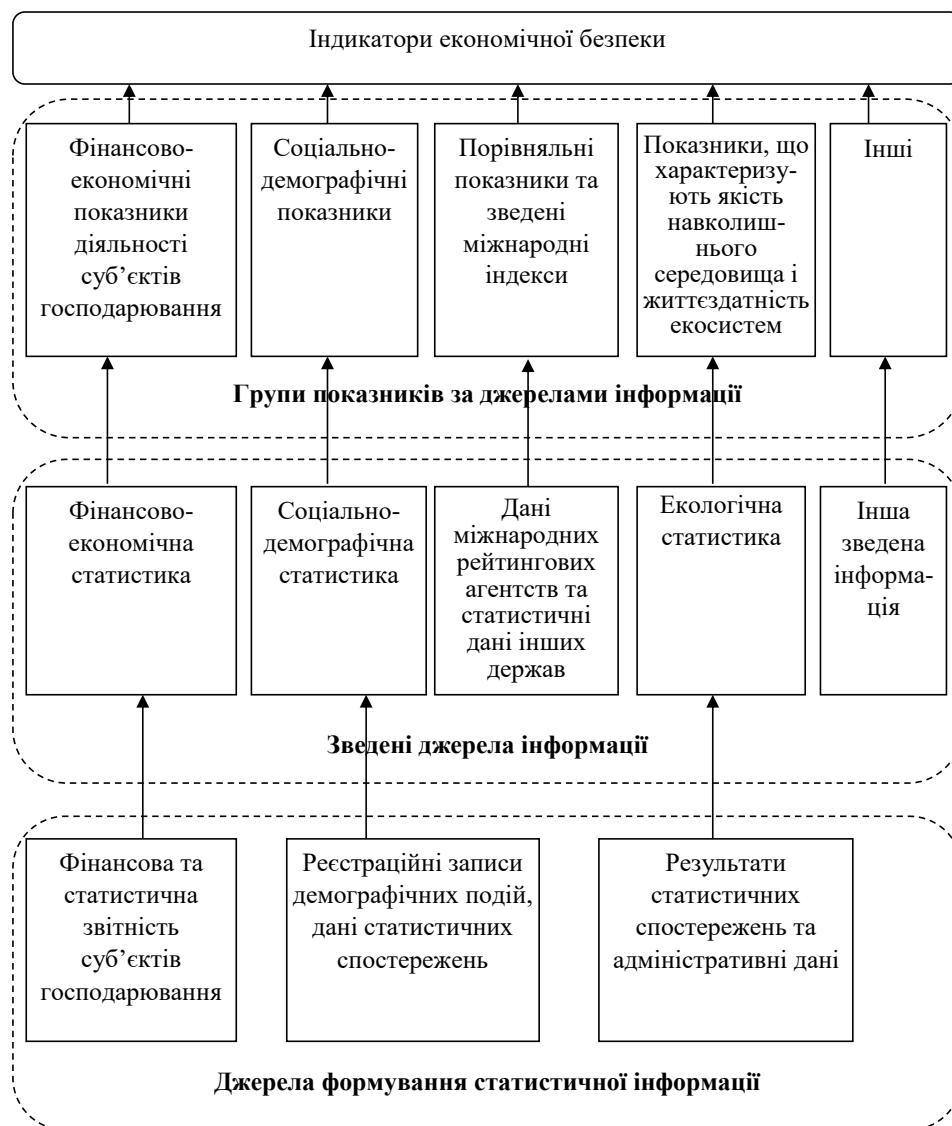 Індикатори економічної безпеки
Фінансово-
економічні
показники
діяльності
суб’єктів
господарювання
Соціально-
демографічні
показники
Порівняльні
показники та
зведені
міжнародні
індекси
Показники, що
характеризу-
ють якість
навколиш-
нього
середовища і
життєздатність
екосистем
Інші
Групи показників за джерелами інформації
Фінансово-
економічна
статистика
Соціально-
демографічна
статистика
Дані
міжнародних
рейтингових
агентств та
статистичні
дані інших
держав
Екологічна
статистика
Інша
зведена
інформа-
ція
Зведені джерела інформації
Фінансова та
статистична
звітність
суб’єктів
господарювання
Реєстраційні записи
демографічних подій,
дані статистичних
спостережень
Результати
статистичних
спостережень та
адміністративні дані
Джерела формування статистичної інформації